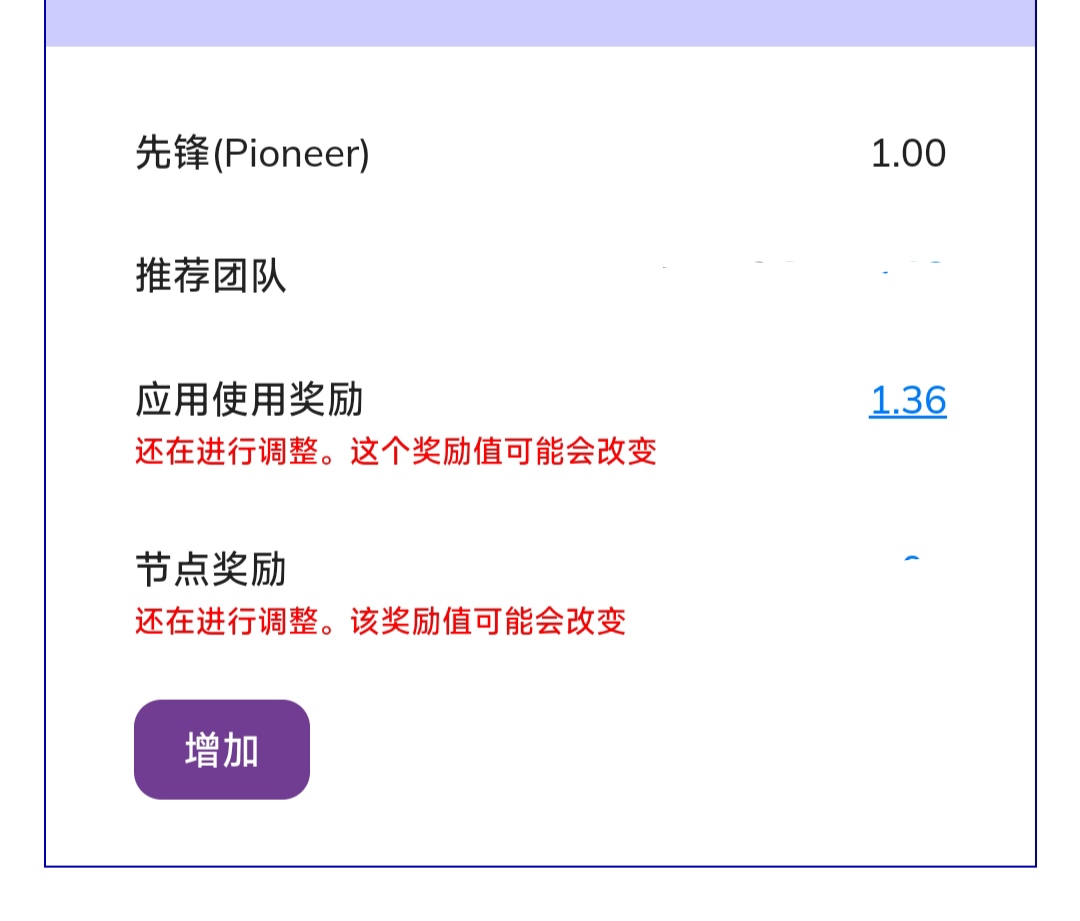 先锋(Pioneer) 1.00
推荐团队
应用使用奖励 1.36
还在进行调整。这个奖励值可能会改变
节点奖励
还在进行调整。该奖励值可能会改变
增加